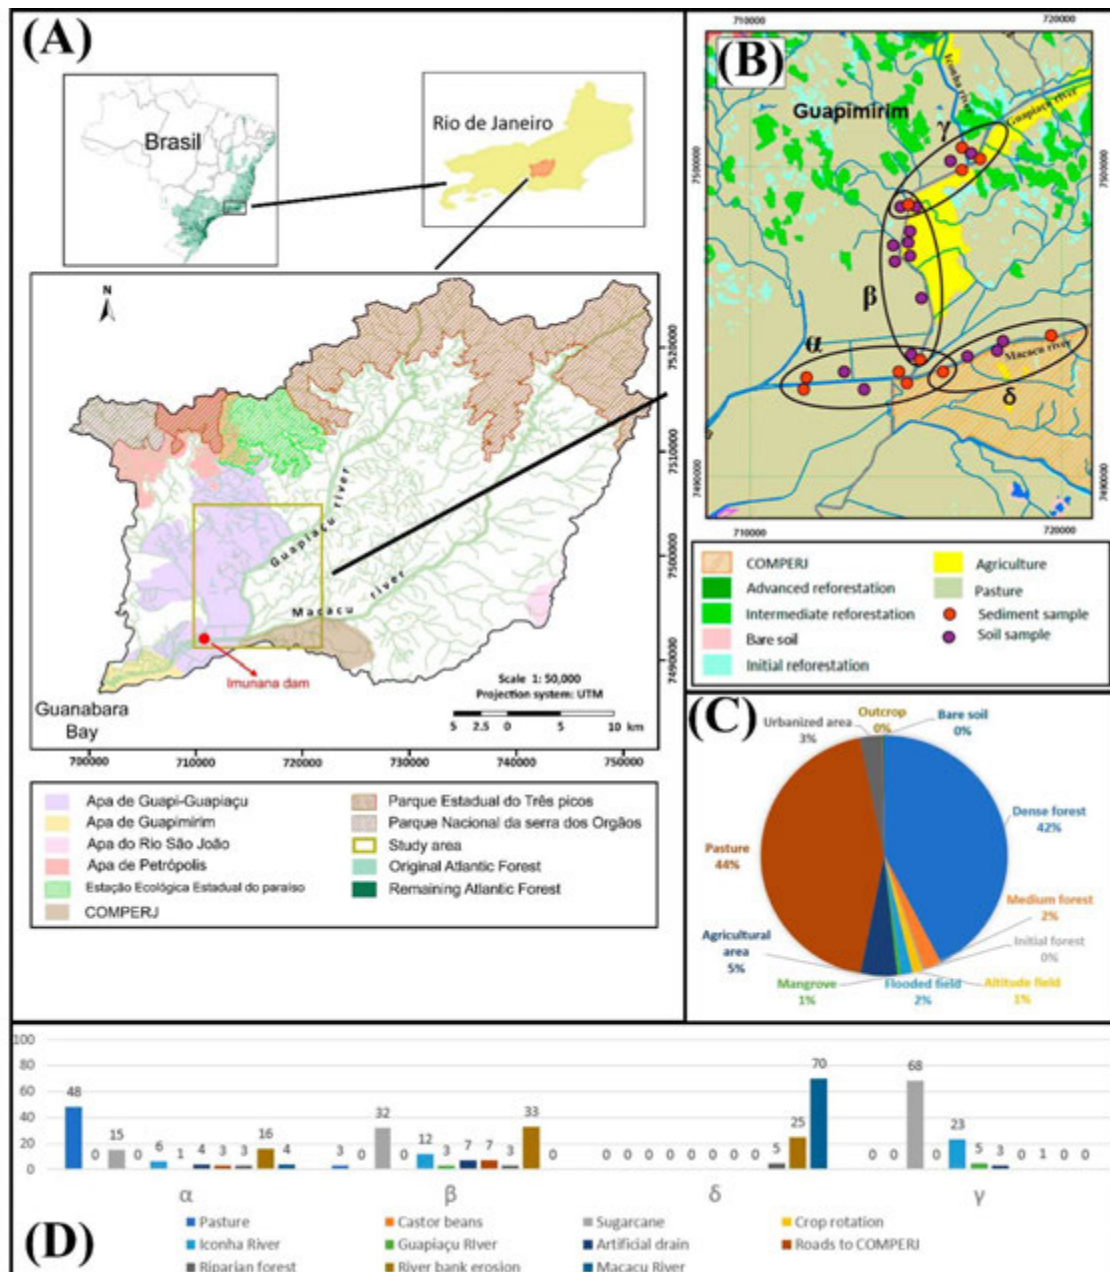 (A)
Brasil
Rio de Janeiro
N
Guapiaçu river
Macacu river
Imunana dam
Guanabara
Bay
Scale 1: 50,000
Projection system: UTM
5 2.5 0 5 10 km
700000 710000 720000 730000 740000 750000
7520000
7510000
7500000
7490000
Apa de Guapi-Guapiaçu
Apa de Guapimirim
Apa do Rio São João
Apa de Petrópolis
Estação Ecológica Estadual do paraíso
COMPERJ
Parque Estadual do Três picos
Parque Nacional da serra dos Orgãos
Study area
Original Atlantic Forest
Remaining Atlantic Forest
(B)
710000 720000
Guapimirim
Iconha river
Guapiaçu river
γ
β
α
Macacu river
δ
7500000 7500000
7490000 7490000
710000 720000
COMPERJ
Advanced reforestation
Intermediate reforestation
Bare soil
Initial reforestation
Agriculture
Pasture
Sediment sample
Soil sample
(C)
Outcrop
0%
Bare soil
0%
Urbanized area
3%
Dense forest
42%
Pasture
44%
Medium forest
2%
Initial forest
0%
Agricultural
area
5%
Mangrove
1%
Flooded field
2%
Altitude field
1%
100
80
60
40
20
0
48 0 15 0 6 1 4 3 3 16 4
3 0 32 0 12 3 7 7 3 33 0
0 0 0 0 0 0 0 0 5 25 70
0 0 68 0 23 5 3 0 1 0 0
α β δ γ
Pasture Castor beans Sugarcane Crop rotation
Iconha River Guapiaçu RIver Artificial drain Roads to COMPERJ
Riparian forest River bank erosion Macacu River
(D)